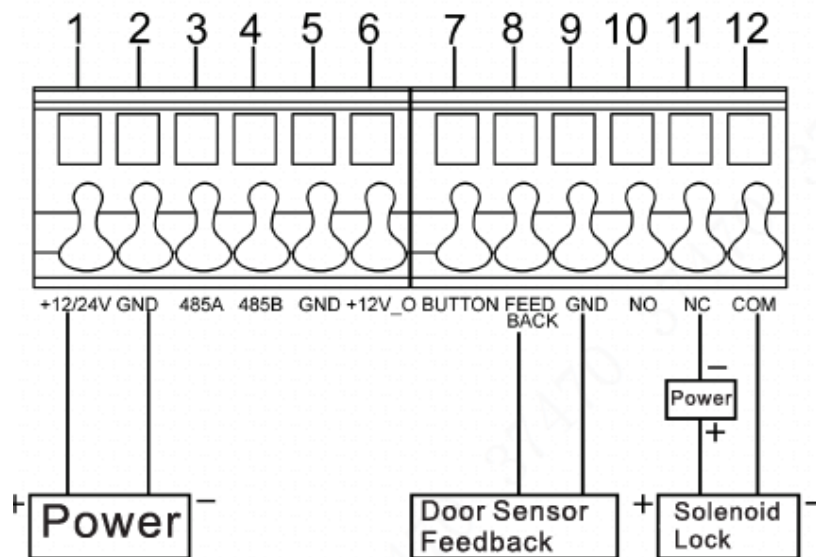 1 2 3 4 5 6 7 8 9 10 11 12
+12/24V GND 485A 485B GND +12V_O BUTTON FEED BACK GND NO NC COM
−
Power
+
+ Power −
Door Sensor
Feedback
+ Solenoid −
Lock